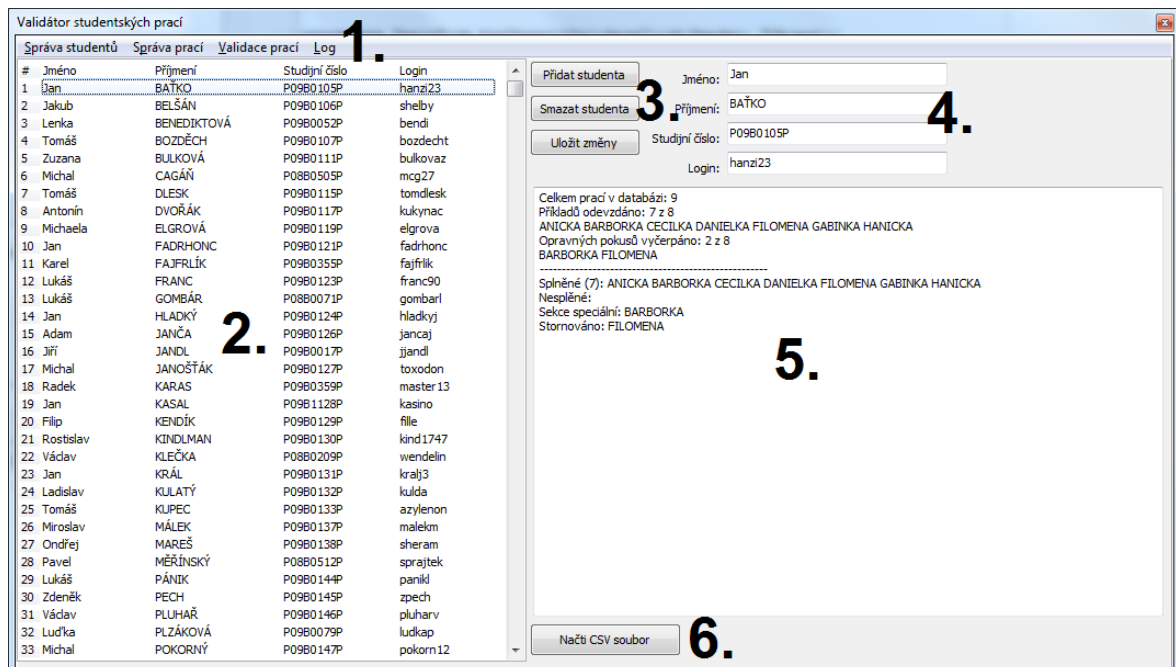 Validátor studentských prací
Správa studentů Správa prací Validace prací Log
1.
# Jméno Příjmení Studijní číslo Login
1 Jan BAŤKO P09B0105P hanzi23
2 Jakub BELŠÁN P09B0106P shelby
3 Lenka BENEDIKTOVÁ P09B0052P bendi
4 Tomáš BOZDĚCH P09B0107P bozdecht
5 Zuzana BULKOVÁ P09B0111P bulkovaz
6 Michal CAGÁŇ P08B0505P mcg27
7 Tomáš DLESK P09B0115P tomdlesk
8 Antonín DVOŘÁK P09B0117P kukynac
9 Michaela ELGROVÁ P09B0119P elgrova
10 Jan FADRHONC P09B0121P fadrhonc
11 Karel FAJFRLÍK P09B0355P fajfrlik
12 Lukáš FRANC P09B0123P franc90
13 Lukáš GOMBÁR P08B0071P gombarl
14 Jan HLADKÝ P09B0124P hladkyj
15 Adam JANČA P09B0126P jancaj
16 Jiří JANDL P09B0017P jjandl
17 Michal JANOŠŤÁK P09B0127P toxodon
18 Radek KARAS P09B0359P master13
19 Jan KASAL P09B1128P kasino
20 Filip KENDÍK P09B0129P fille
21 Rostislav KINDLMAN P09B0130P kind1747
22 Václav KLEČKA P08B0209P wendelin
23 Jan KRÁL P09B0131P kralj3
24 Ladislav KULATÝ P09B0132P kulda
25 Tomáš KUPEC P09B0133P azylenon
26 Miroslav MÁLEK P09B0137P malekm
27 Ondřej MAREŠ P09B0138P sheram
28 Pavel MĚŘÍNSKÝ P08B0512P sprajtek
29 Lukáš PÁNIK P09B0144P panikl
30 Zdeněk PECH P09B0145P zpech
31 Václav PLUHAŘ P09B0146P pluharv
32 Luďka PLZÁKOVÁ P09B0079P ludkap
33 Michal POKORNÝ P09B0147P pokorn12
2.
Přidat studenta
Smazat studenta
Uložit změny
3.
Jméno: Jan
Příjmení: BAŤKO
Studijní číslo: P09B0105P
Login: hanzi23
4.
Celkem prací v databázi: 9
Příkladů odevzdáno: 7 z 8
ANICKA BARBORKA CECILKA DANIELKA FILOMENA GABINKA HANICKA
Opravných pokusů vyčerpáno: 2 z 8
BARBORKA FILOMENA
----------------------------------------------------
Splněné (7): ANICKA BARBORKA CECILKA DANIELKA FILOMENA GABINKA HANICKA
Nesplěné:
Sekce speciální: BARBORKA
Stornováno: FILOMENA
5.
Načti CSV soubor
6.